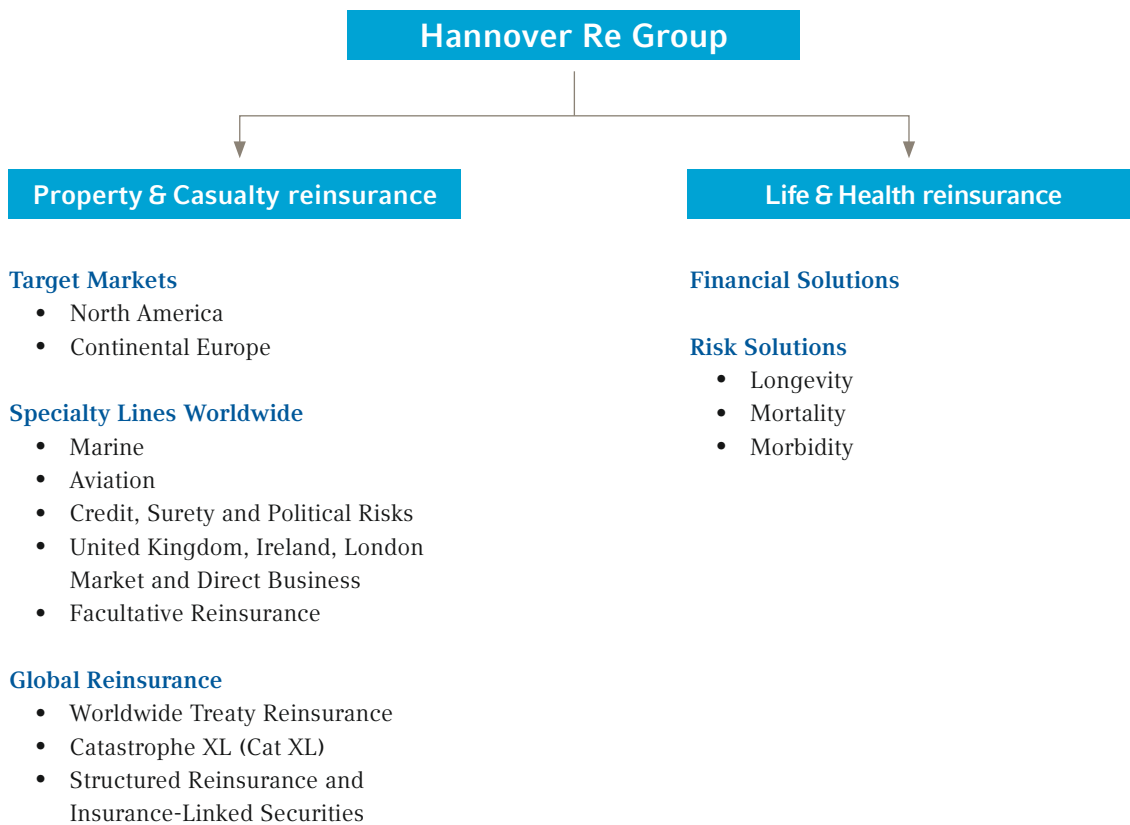 Hannover Re Group
Property & Casualty reinsurance
Life & Health reinsurance
Target Markets
• North America
• Continental Europe
Specialty Lines Worldwide
• Marine
• Aviation
• Credit, Surety and Political Risks
• United Kingdom, Ireland, London
Market and Direct Business
• Facultative Reinsurance
Global Reinsurance
• Worldwide Treaty Reinsurance
• Catastrophe XL (Cat XL)
• Structured Reinsurance and
Insurance-Linked Securities
Financial Solutions
Risk Solutions
• Longevity
• Mortality
• Morbidity